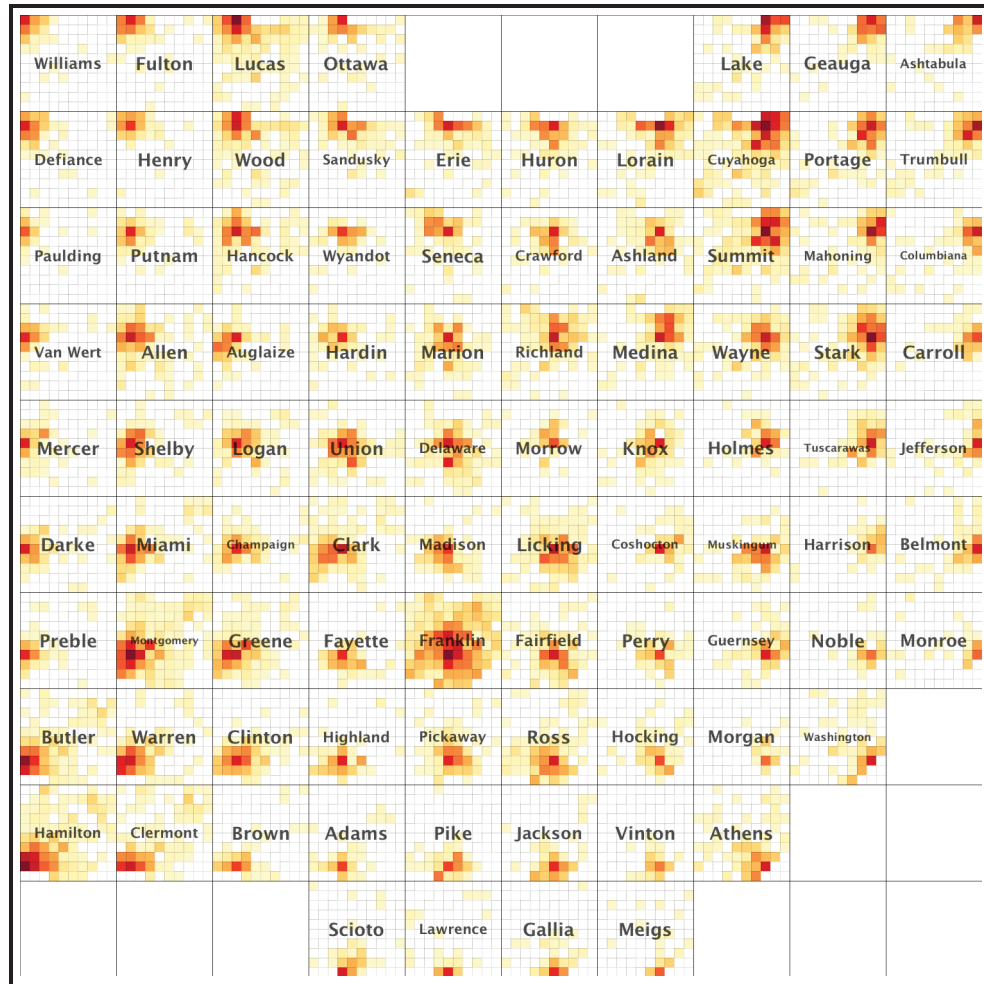 Williams Fulton Lucas Ottawa Lake Geauga Ashtabula
Defiance Henry Wood Sandusky Erie Huron Lorain Cuyahoga Portage Trumbull
Paulding Putnam Hancock Wyandot Seneca Crawford Ashland Summit Mahoning Columbiana
Van Wert Allen Auglaize Hardin Marion Richland Medina Wayne Stark Carroll
Mercer Shelby Logan Union Delaware Morrow Knox Holmes Tuscarawas Jefferson
Darke Miami Champaign Clark Madison Licking Coshocton Muskingum Harrison Belmont
Preble Montgomery Greene Fayette Franklin Fairfield Perry Guernsey Noble Monroe
Butler Warren Clinton Highland Pickaway Ross Hocking Morgan Washington
Hamilton Clermont Brown Adams Pike Jackson Vinton Athens
Scioto Lawrence Gallia Meigs